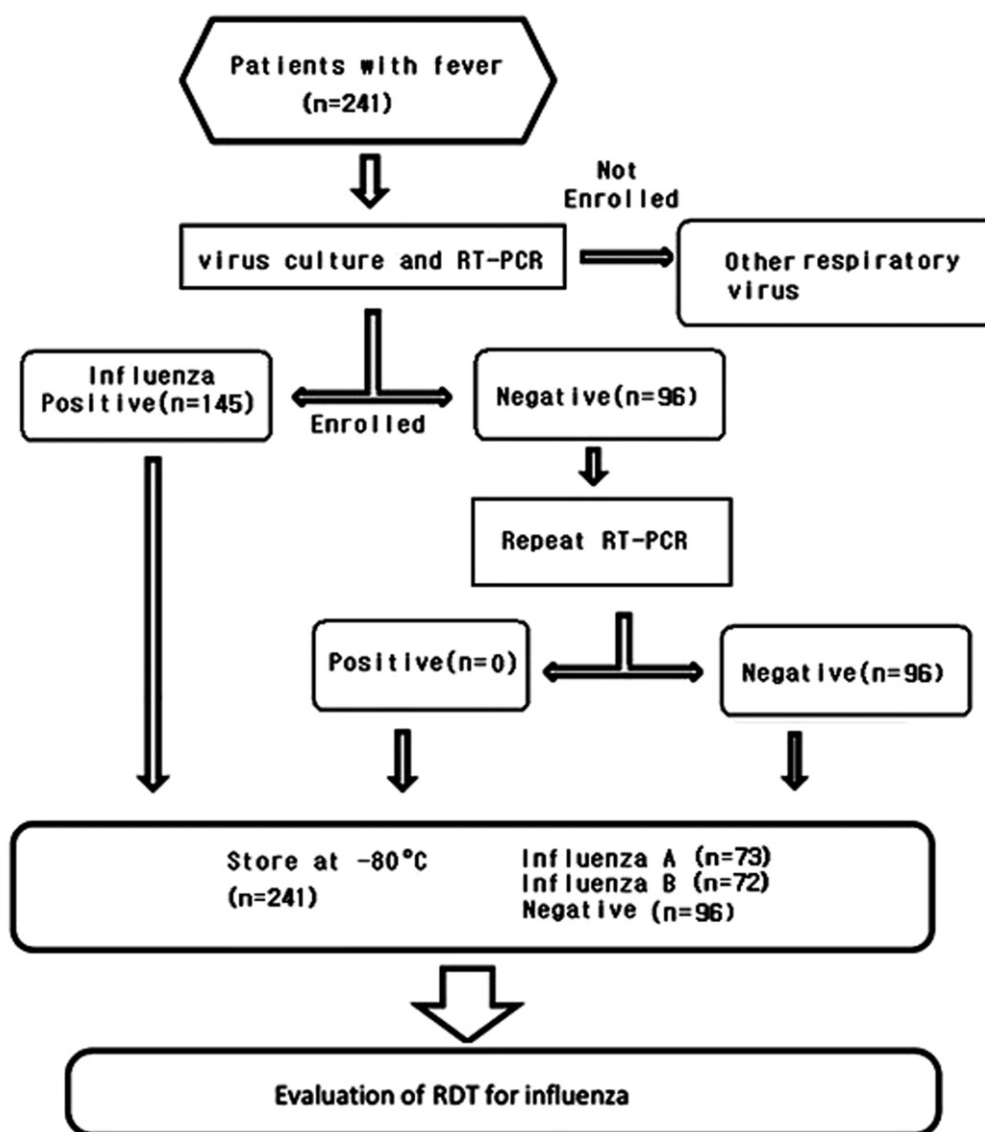 Patients with fever
(n=241)
Not
Enrolled
virus culture and RT-PCR
Other respiratory
virus
Influenza
Positive(n=145)
Enrolled
Negative(n=96)
Repeat RT-PCR
Positive(n=0)
Negative(n=96)
Store at -80°C
(n=241)
Influenza A (n=73)
Influenza B (n=72)
Negative (n=96)
Evaluation of RDT for influenza